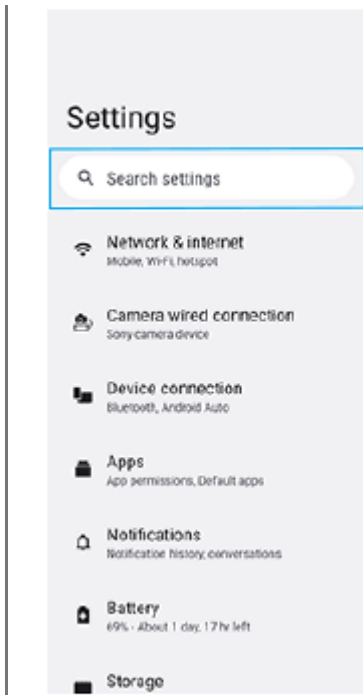 Settings
Search settings
Network & internet
Mobile, Wi-Fi, hotspot
Camera wired connection
Sony camera device
Device connection
Bluetooth, Android Auto
Apps
App permissions, Default apps
Notifications
Notification history, conversations
Battery
69% - About 1 day, 17 hr left
Storage